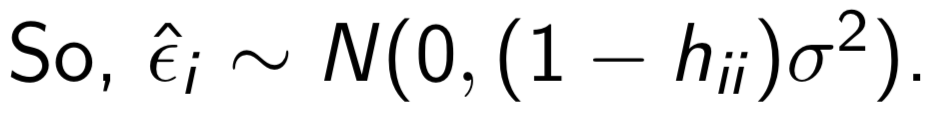 So, ε̂ᵢ ∼ N(0, (1 − hᵢᵢ)σ²).